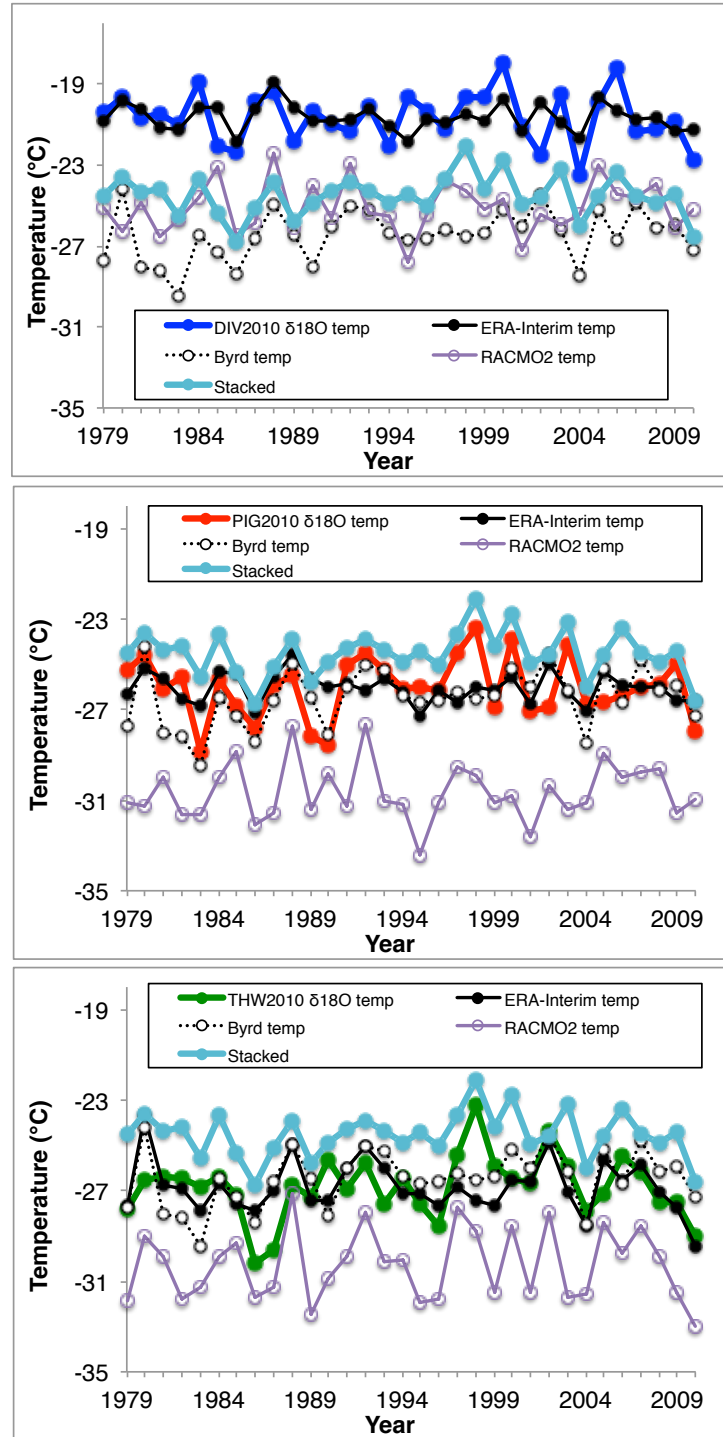 -19
-23
-27
-31
-35
Temperature (°C)
DIV2010 δ18O temp
ERA-Interim temp
Byrd temp
RACMO2 temp
Stacked
1979 1984 1989 1994 1999 2004 2009
Year
-19
-23
-27
-31
-35
Temperature (°C)
PIG2010 δ18O temp
ERA-Interim temp
Byrd temp
RACMO2 temp
Stacked
1979 1984 1989 1994 1999 2004 2009
Year
-19
-23
-27
-31
-35
Temperature (°C)
THW2010 δ18O temp
ERA-Interim temp
Byrd temp
RACMO2 temp
Stacked
1979 1984 1989 1994 1999 2004 2009
Year